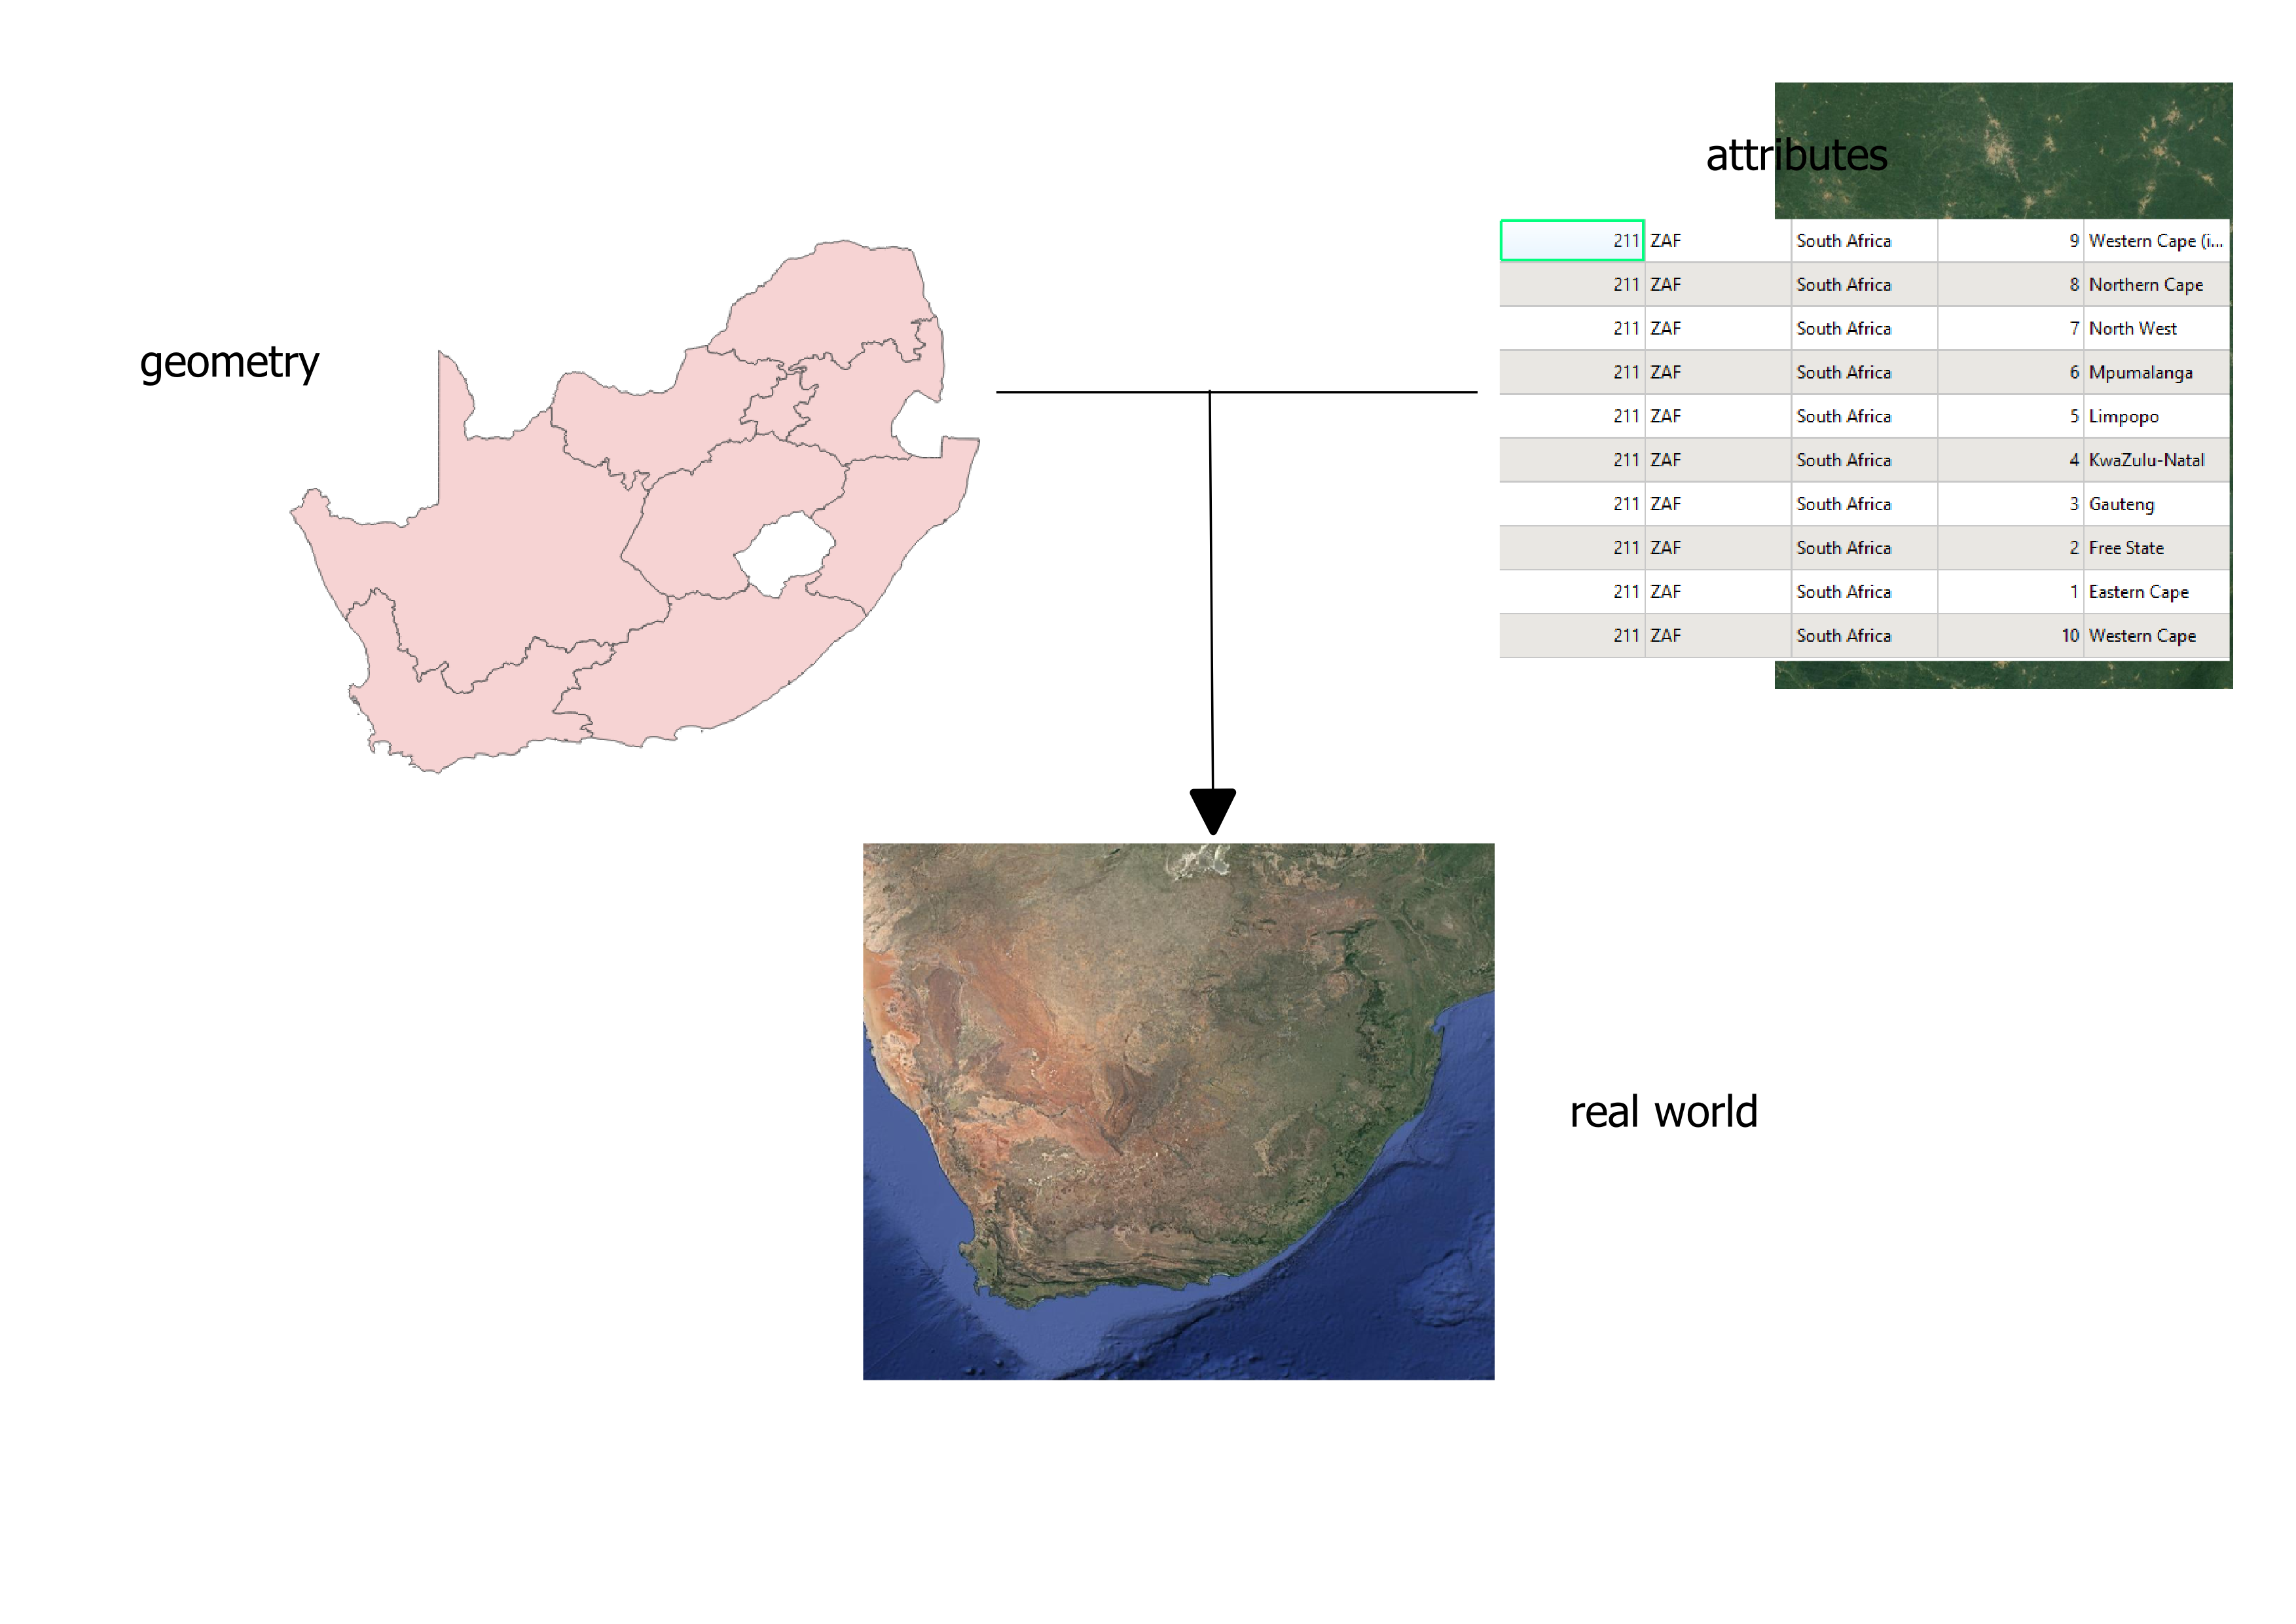 attributes
geometry
211 ZAF South Africa 9 Western Cape (i...
211 ZAF South Africa 8 Northern Cape
211 ZAF South Africa 7 North West
211 ZAF South Africa 6 Mpumalanga
211 ZAF South Africa 5 Limpopo
211 ZAF South Africa 4 KwaZulu-Natal
211 ZAF South Africa 3 Gauteng
211 ZAF South Africa 2 Free State
211 ZAF South Africa 1 Eastern Cape
211 ZAF South Africa 10 Western Cape
real world